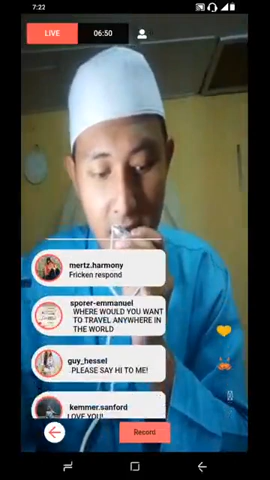 7:22
LIVE
06:50
mertz.harmony
Fricken respond
sporer-emmanuel
WHERE WOULD YOU WANT
TO TRAVEL ANYWHERE IN
THE WORLD
guy_hessel
PLEASE SAY HI TO ME!
kemmer.sanford
LOVE YOU!
Record